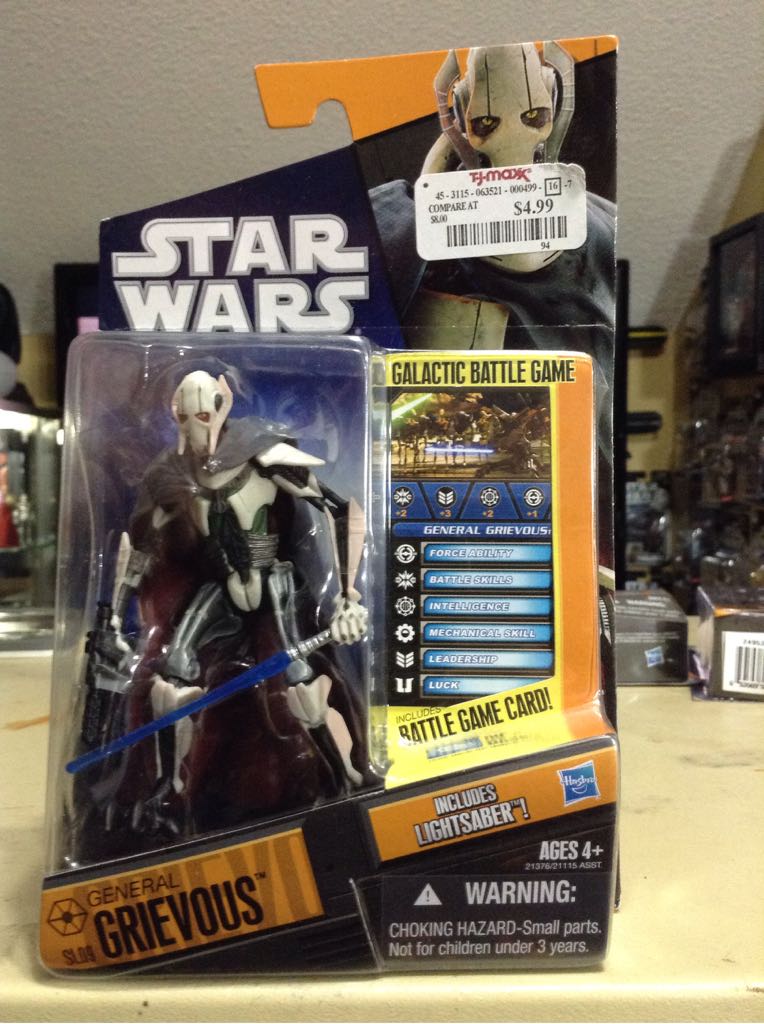 T·J·maxx®
45 - 3115 - 063521 - 000499 - 16 - 7
COMPARE AT
$8.00
$4.99
94
STAR
WARS
GALACTIC BATTLE GAME
+2 +3 +2 +1
GENERAL GRIEVOUS
FORCE ABILITY
BATTLE SKILLS
INTELLIGENCE
MECHANICAL SKILL
LEADERSHIP
LUCK
INCLUDES
BATTLE GAME CARD!
INCLUDES
LIGHTSABER™!
Hasbro
AGES 4+
21376/21115 ASST.
GENERAL
GRIEVOUS™
SL09
WARNING:
CHOKING HAZARD-Small parts.
Not for children under 3 years.